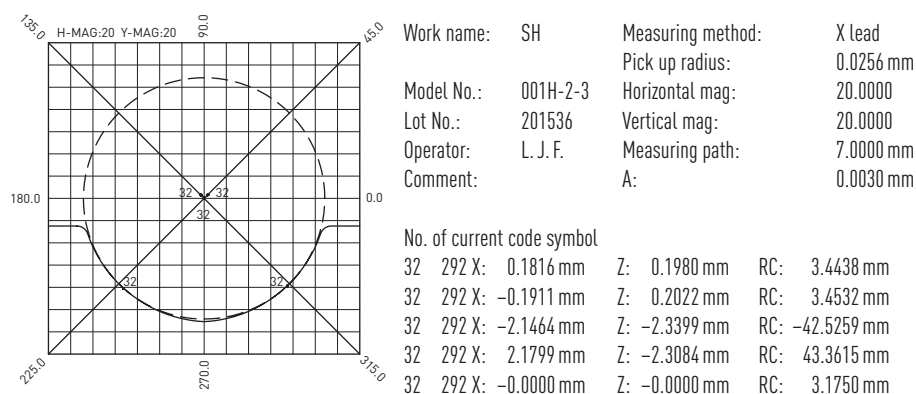 135.0
H-MAG:20 Y-MAG:20
90.0
45.0
180.0
0.0
32 32
32
32 32
225.0
270.0
315.0
Work name: SH Measuring method: X lead
Pick up radius: 0.0256 mm
Model No.: 001H-2-3 Horizontal mag: 20.0000
Lot No.: 201536 Vertical mag: 20.0000
Operator: L. J. F. Measuring path: 7.0000 mm
Comment: A: 0.0030 mm
No. of current code symbol
32 292 X: 0.1816 mm Z: 0.1980 mm RC: 3.4438 mm
32 292 X: –0.1911 mm Z: 0.2022 mm RC: 3.4532 mm
32 292 X: –2.1464 mm Z: –2.3399 mm RC: –42.5259 mm
32 292 X: 2.1799 mm Z: –2.3084 mm RC: 43.3615 mm
32 292 X: –0.0000 mm Z: –0.0000 mm RC: 3.1750 mm